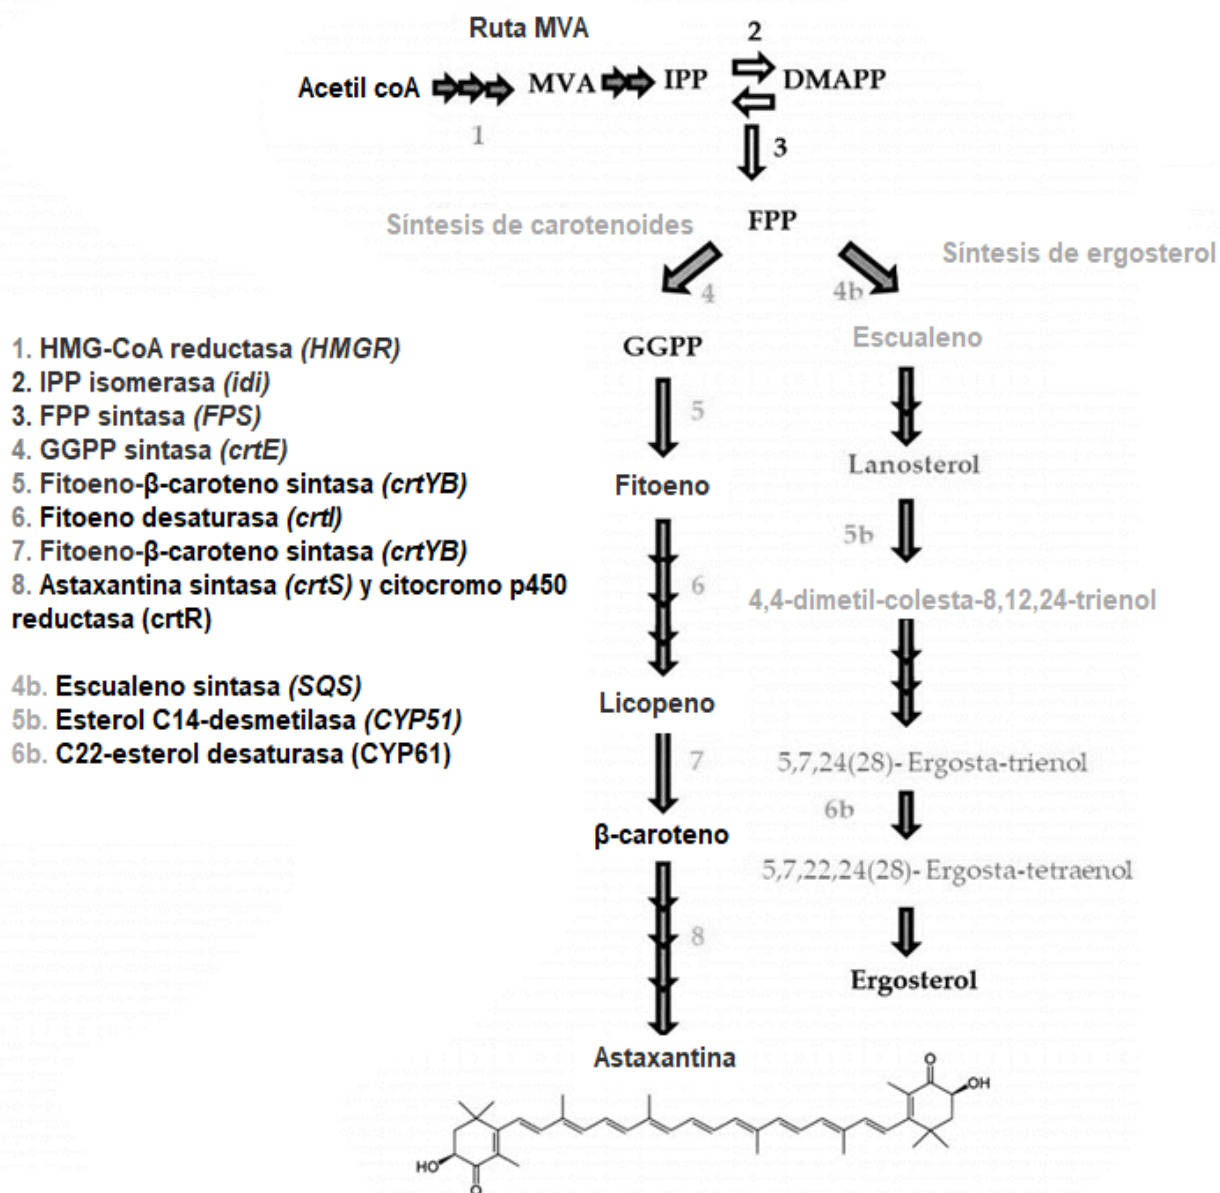 Ruta MVA
2
Acetil coA MVA IPP DMAPP
1
3
FPP
Síntesis de carotenoides
Síntesis de ergosterol
4
4b
GGPP
Escualeno
1. HMG-CoA reductasa (HMGR)
2. IPP isomerasa (idi)
3. FPP sintasa (FPS)
4. GGPP sintasa (crtE)
5. Fitoeno-β-caroteno sintasa (crtYB)
6. Fitoeno desaturasa (crtI)
7. Fitoeno-β-caroteno sintasa (crtYB)
8. Astaxantina sintasa (crtS) y citocromo p450
reductasa (crtR)
4b. Escualeno sintasa (SQS)
5b. Esterol C14-desmetilasa (CYP51)
6b. C22-esterol desaturasa (CYP61)
5
Lanosterol
Fitoeno
5b
6
4,4-dimetil-colesta-8,12,24-trienol
Licopeno
7
5,7,24(28)- Ergosta-trienol
6b
β-caroteno
5,7,22,24(28)- Ergosta-tetraenol
8
Ergosterol
Astaxantina
O
OH
HO
O